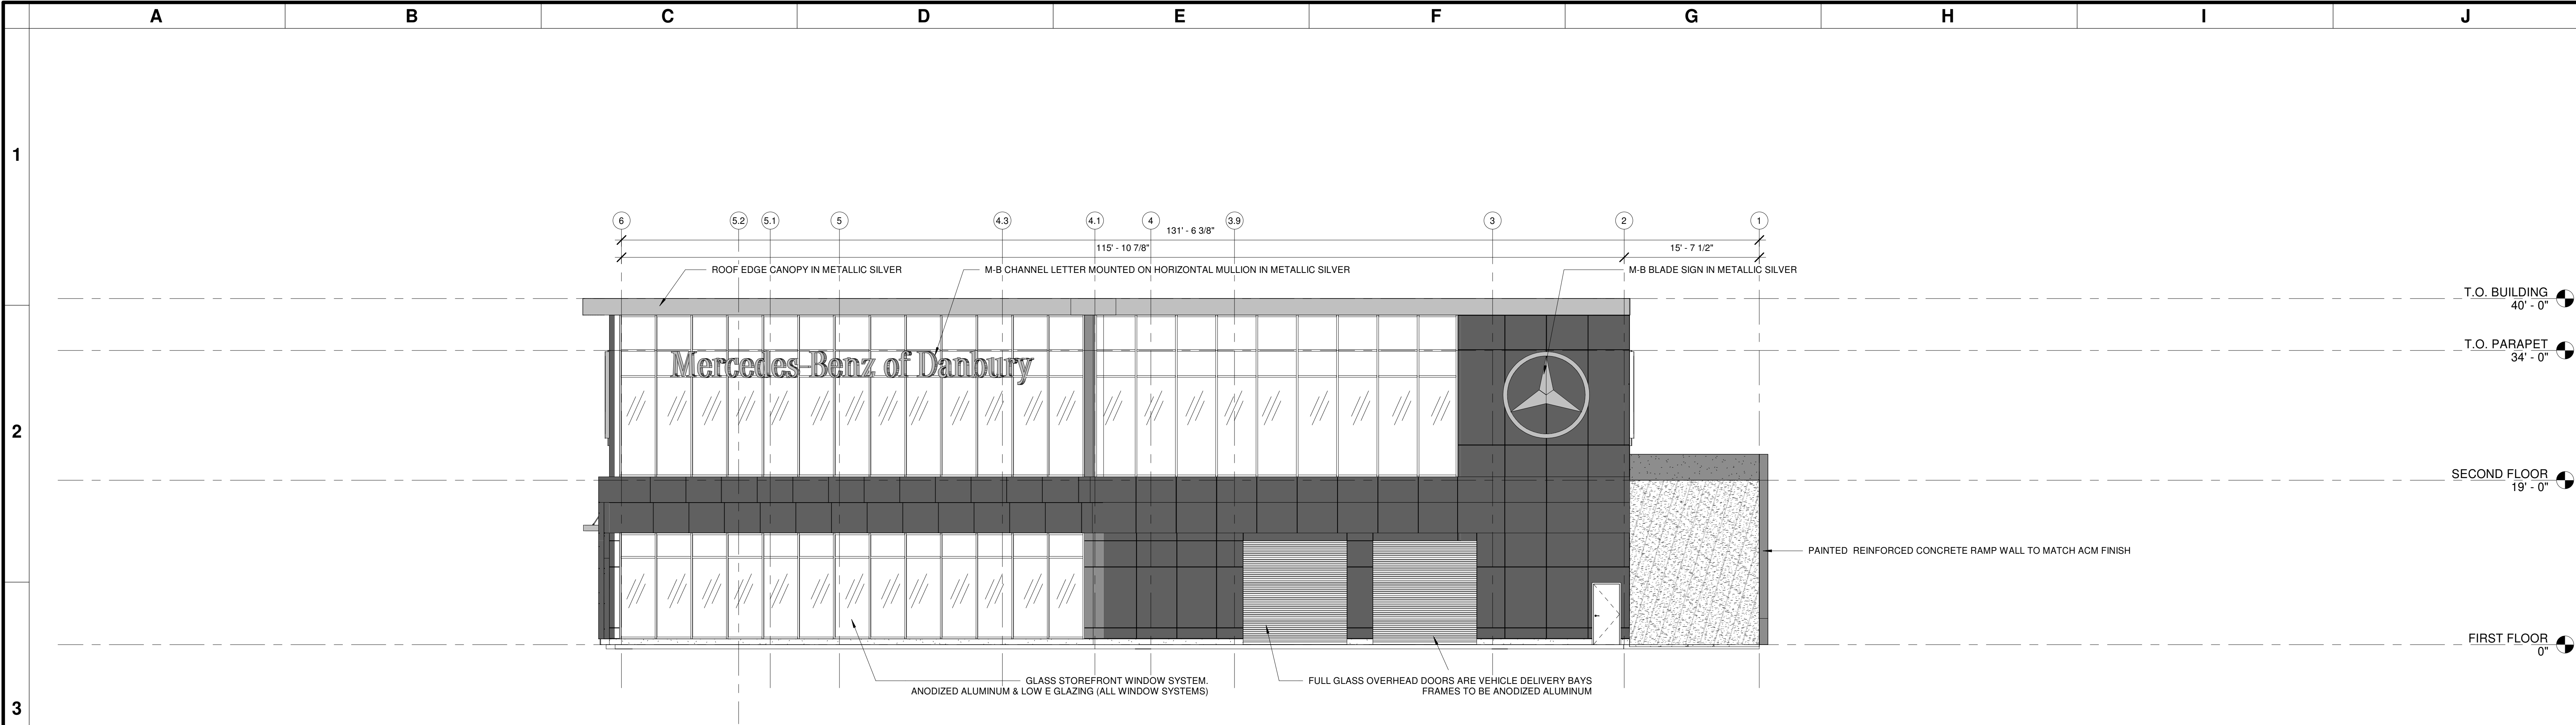 A B C D E F G H I J
1
6 5.2 5.1 5 4.3 4.1 4 3.9 3 2 1
131' - 6 3/8"
115' - 10 7/8" 15' - 7 1/2"
ROOF EDGE CANOPY IN METALLIC SILVER
M-B CHANNEL LETTER MOUNTED ON HORIZONTAL MULLION IN METALLIC SILVER
M-B BLADE SIGN IN METALLIC SILVER
T.O. BUILDING
40' - 0"
T.O. PARAPET
34' - 0"
Mercedes-Benz of Danbury
2
SECOND FLOOR
19' - 0"
PAINTED REINFORCED CONCRETE RAMP WALL TO MATCH ACM FINISH
FIRST FLOOR
0"
GLASS STOREFRONT WINDOW SYSTEM.
ANODIZED ALUMINUM & LOW E GLAZING (ALL WINDOW SYSTEMS)
FULL GLASS OVERHEAD DOORS ARE VEHICLE DELIVERY BAYS
FRAMES TO BE ANODIZED ALUMINUM
3